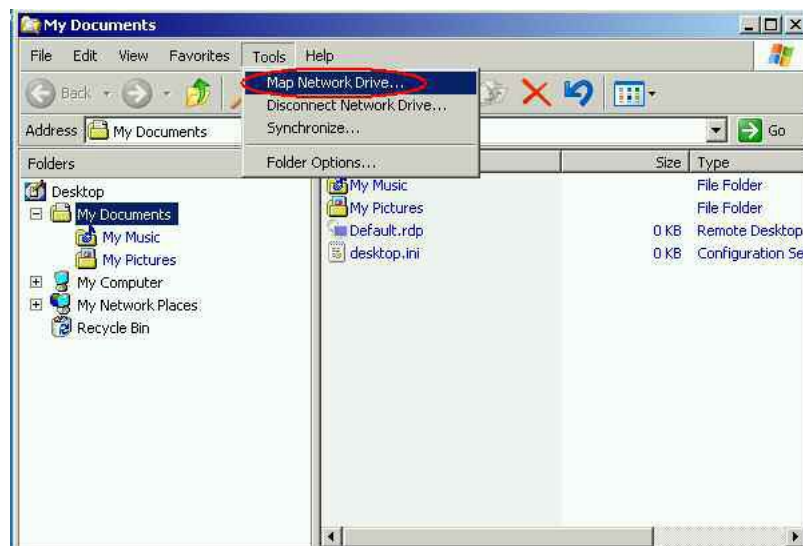 My Documents
File Edit View Favorites Tools Help
Back
Map Network Drive...
Disconnect Network Drive...
Synchronize...
Folder Options...
Address My Documents Go
Folders Size Type
Desktop
My Documents
My Music
My Pictures
My Computer
My Network Places
Recycle Bin
My Music File Folder
My Pictures File Folder
Default.rdp 0 KB Remote Desktop
desktop.ini 0 KB Configuration Se